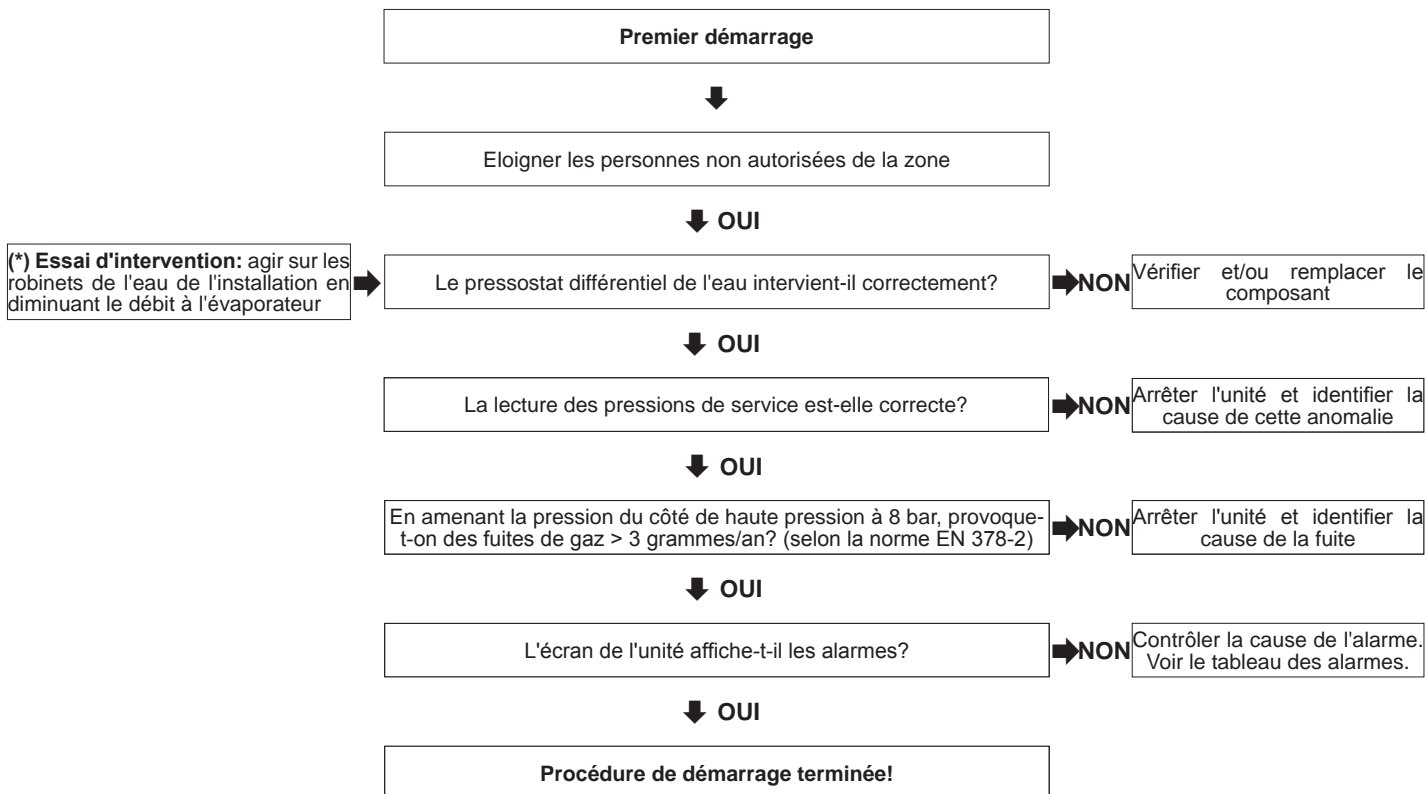 Premier démarrage
Eloigner les personnes non autorisées de la zone
OUI
(*) Essai d'intervention: agir sur les
robinets de l'eau de l'installation en
diminuant le débit à l'évaporateur
Le pressostat différentiel de l'eau intervient-il correctement?
NON
Vérifier et/ou remplacer le
composant
OUI
La lecture des pressions de service est-elle correcte?
NON
Arrêter l'unité et identifier la
cause de cette anomalie
OUI
En amenant la pression du côté de haute pression à 8 bar, provoque-
t-on des fuites de gaz > 3 grammes/an? (selon la norme EN 378-2)
NON
Arrêter l'unité et identifier la
cause de la fuite
OUI
L'écran de l'unité affiche-t-il les alarmes?
NON
Contrôler la cause de l'alarme.
Voir le tableau des alarmes.
OUI
Procédure de démarrage terminée!